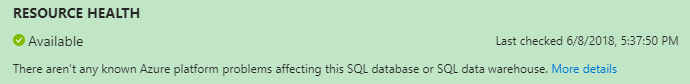 RESOURCE HEALTH
Available Last checked 6/8/2018, 5:37:50 PM
There aren't any known Azure platform problems affecting this SQL database or SQL data warehouse. More details